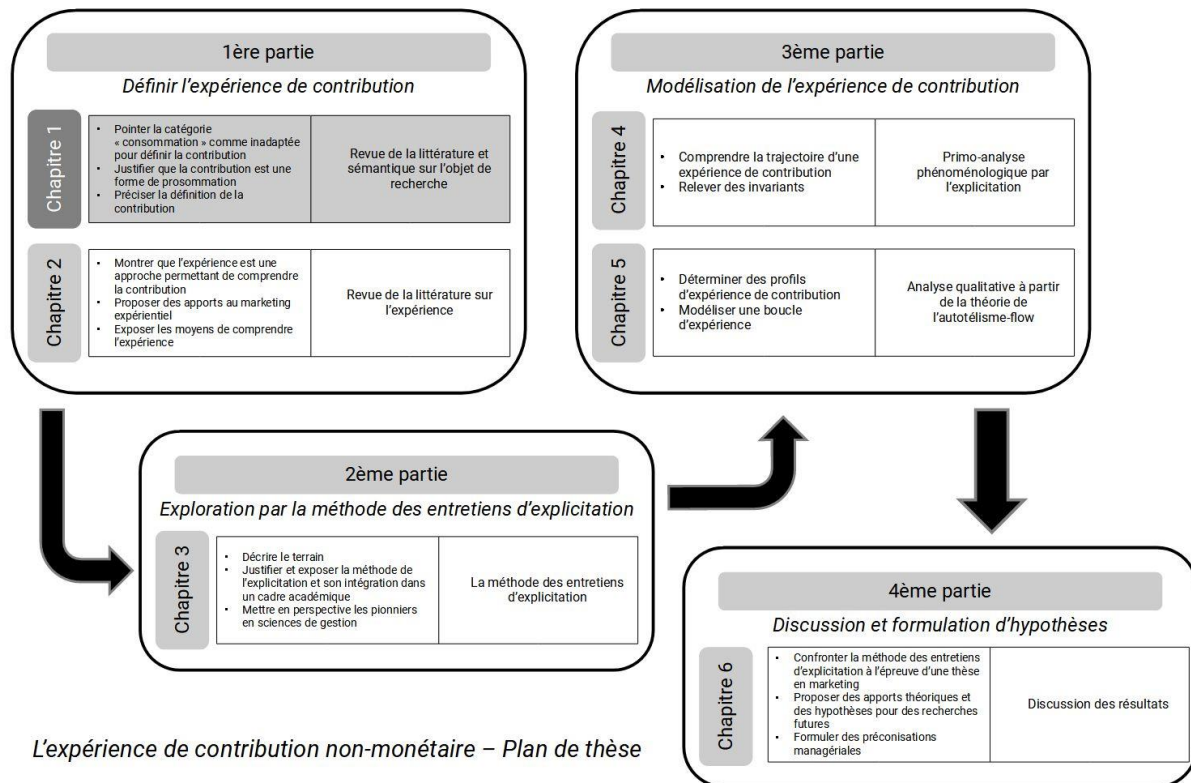 1ère partie
Définir l'expérience de contribution
Chapitre 1
• Pointer la catégorie
« consommation » comme inadaptée
pour définir la contribution
• Justifier que la contribution est une
forme de prosommation
• Préciser la définition de la
contribution
Revue de la littérature et
sémantique sur l'objet de
recherche
Chapitre 2
• Montrer que l'expérience est une
approche permettant de comprendre
la contribution
• Proposer des apports au marketing
expérientiel
• Exposer les moyens de comprendre
l'expérience
Revue de la littérature sur
l'expérience
2ème partie
Exploration par la méthode des entretiens d'explicitation
Chapitre 3
• Décrire le terrain
• Justifier et exposer la méthode de
l'explicitation et son intégration dans
un cadre académique
• Mettre en perspective les pionniers
en sciences de gestion
La méthode des entretiens
d'explicitation
3ème partie
Modélisation de l'expérience de contribution
Chapitre 4
• Comprendre la trajectoire d'une
expérience de contribution
• Relever des invariants
Primo-analyse
phénoménologique par
l'explicitation
Chapitre 5
• Déterminer des profils
d'expérience de contribution
• Modéliser une boucle
d'expérience
Analyse qualitative à partir
de la théorie de
l'autotélisme-flow
4ème partie
Discussion et formulation d'hypothèses
Chapitre 6
• Confronter la méthode des entretiens
d'explicitation à l'épreuve d'une thèse
en marketing
• Proposer des apports théoriques et
des hypothèses pour des recherches
futures
• Formuler des préconisations
managériales
Discussion des résultats
L'expérience de contribution non-monétaire – Plan de thèse